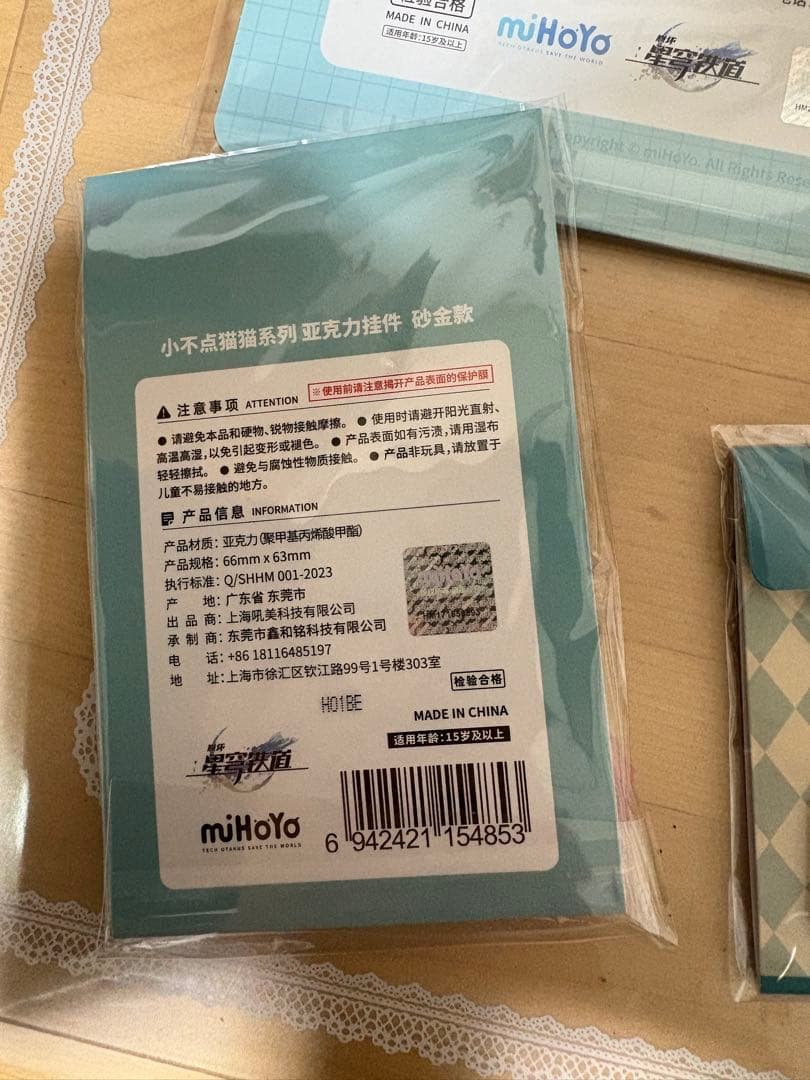 检验合格
MADE IN CHINA
适用年龄:15岁及以上
miHoYo
TECH OTAKUS SAVE THE WORLD
崩坏
星穹铁道
Copyright © miHoYo. All Rights Rese
小不点猫猫系列 亚克力挂件 砂金款
注意事项 ATTENTION
※使用前请注意揭开产品表面的保护膜
● 请避免本品和硬物、锐物接触摩擦。 ● 使用时请避开阳光直射、
高温高湿,以免引起变形或褪色。 ● 产品表面如有污渍,请用湿布
轻轻擦拭。 ● 避免与腐蚀性物质接触。 ● 产品非玩具,请放置于
儿童不易接触的地方。
产品信息 INFORMATION
产品材质:亚克力(聚甲基丙烯酸甲酯)
产品规格:66mm x 63mm
执行标准:Q/SHHM 001-2023
产 地:广东省 东莞市
出 品 商:上海吼美科技有限公司
承 制 商:东莞市鑫和铭科技有限公司
电 话:+86 18116485197
地 址:上海市徐汇区钦江路99号1号楼303室
检验合格
H01BE
MADE IN CHINA
适用年龄:15岁及以上
崩坏
星穹铁道
miHoYo
TECH OTAKUS SAVE THE WORLD
6 942421 154853